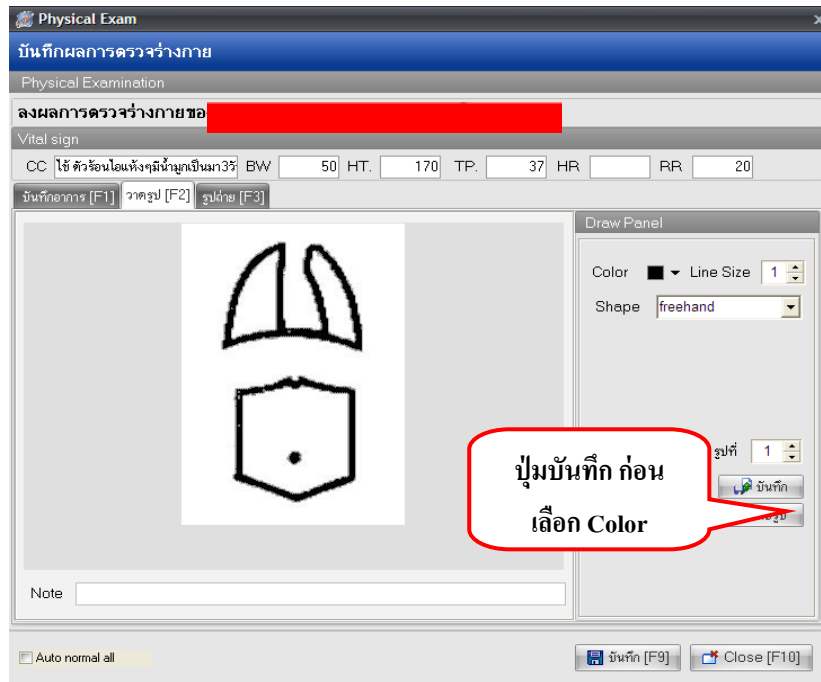 Physical Exam
บันทึกผลการตรวจร่างกาย
Physical Examination
ลงผลการตรวจร่างกายขอ
Vital sign
CC ไข้ ตัวร้อนไอแห้งๆมีน้ำมูกเป็นมา3วั BW 50 HT. 170 TP. 37 HR RR 20
บันทึกอาการ [F1] วาดรูป [F2] รูปถ่าย [F3]
Draw Panel
Color Line Size 1
Shape freehand
รูปที่ 1
บันทึก
ปุ่มบันทึก ก่อน
เลือก Color
Note
Auto normal all
บันทึก [F9] Close [F10]